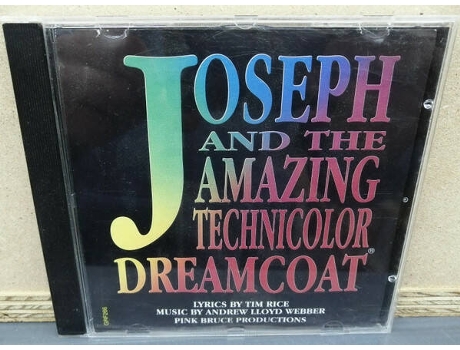 JOSEPH
AND THE
AMAZING
TECHNICOLOR®
DREAMCOAT®
LYRICS BY TIM RICE
MUSIC BY ANDREW LLOYD WEBBER
PINK BRUCE PRODUCTIONS